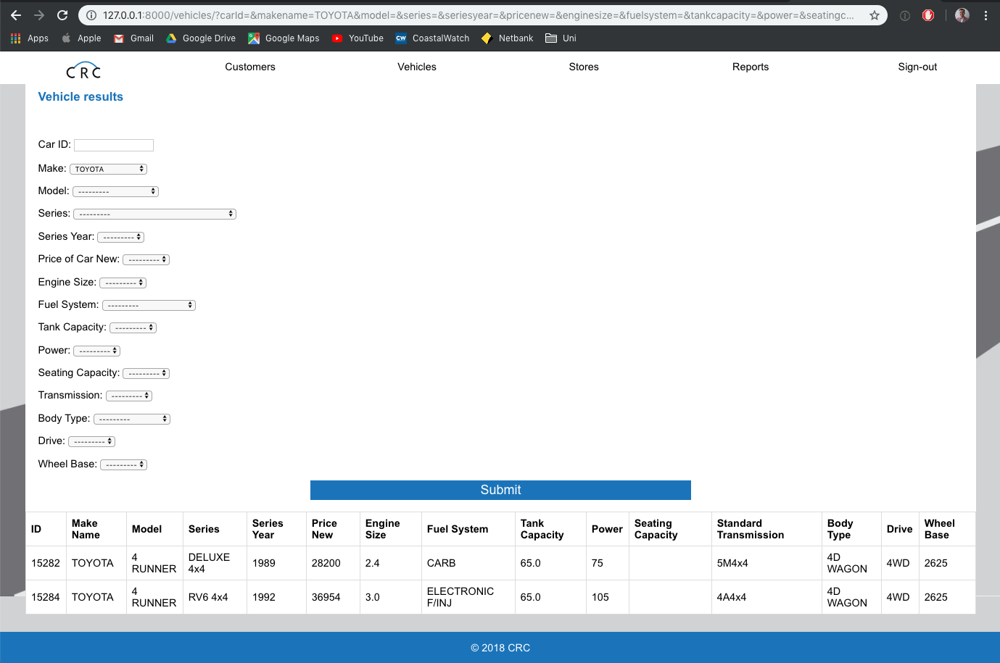 127.0.0.1:8000/vehicles/?carId=&makename=TOYOTA&model=&series=&seriesyear=&pricenew=&enginesize=&fuelsystem=&tankcapacity=&power=&seatingc...
Apps Apple Gmail Google Drive Google Maps YouTube CW CoastalWatch Netbank Uni
CRC Customers Vehicles Stores Reports Sign-out
Vehicle results
Car ID:
Make: TOYOTA
Model: ---------
Series: ---------
Series Year: ---------
Price of Car New: ---------
Engine Size: ---------
Fuel System: ---------
Tank Capacity: ---------
Power: ---------
Seating Capacity: ---------
Transmission: ---------
Body Type: ---------
Drive: ---------
Wheel Base: ---------
Submit
ID Make Name Model Series Series Year Price New Engine Size Fuel System Tank Capacity Power Seating Capacity Standard Transmission Body Type Drive Wheel Base
15282 TOYOTA 4 RUNNER DELUXE 4x4 1989 28200 2.4 CARB 65.0 75 5M4x4 4D WAGON 4WD 2625
15284 TOYOTA 4 RUNNER RV6 4x4 1992 36954 3.0 ELECTRONIC F/INJ 65.0 105 4A4x4 4D WAGON 4WD 2625
© 2018 CRC